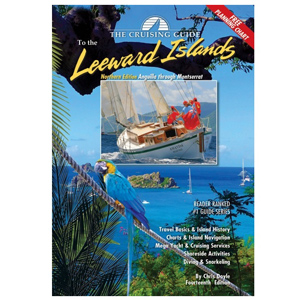 THE CRUISING GUIDE
To the
Leeward Islands
FREE
PLANNING CHART
Northern Edition Anguilla through Montserrat
READER RANKED
#1 GUIDE SERIES
Travel Basics & Island History
Charts & Island Navigation
Mega Yacht & Cruising Services
Shoreside Activities
Diving & Snorkeling
By Chris Doyle
Fourteenth Edition